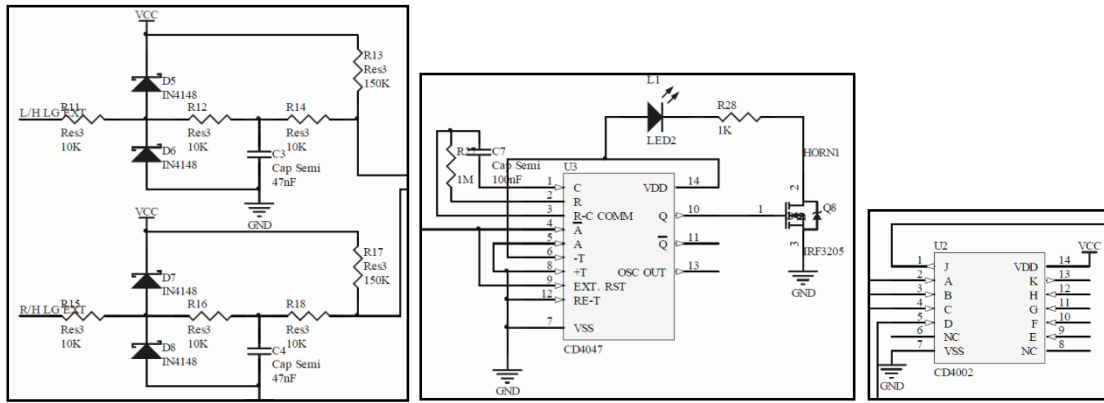 VCC
R13
Res3
150K
D5
IN4148
R11
L/H LG EXT
R12
R14
Res3
10K
Res3
10K
Res3
10K
D6
IN4148
C3
Cap Semi
47nF
GND
VCC
R17
Res3
150K
D7
IN4148
R15
R/H LG EXT
R16
R18
Res3
10K
Res3
10K
Res3
10K
D8
IN4148
C4
Cap Semi
47nF
GND
L1
LED2
R28
1K
HORN1
C7
Cap Semi
100nF
1M
U3
1 C VDD 14
2 R
3 R-C COMM Q 10
4 A
5 A Q 11
6 -T
8 +T OSC OUT 13
9 EXT. RST
12 RE-T
7 VSS
CD4047
GND
2
1
Q8
3
IRF3205
GND
U2
VCC
1 J VDD 14
2 A K 13
3 B H 12
4 C G 11
5 D F 10
6 NC E 9
7 VSS NC 8
GND
CD4002